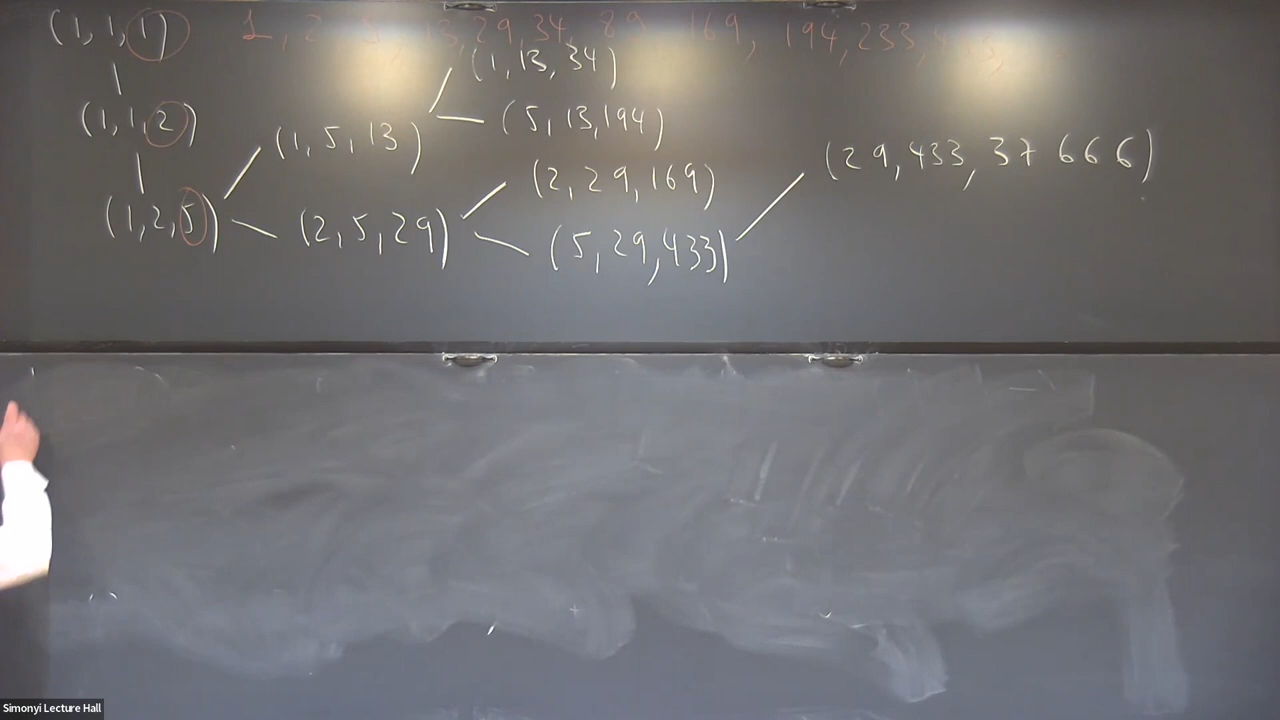 (1, 1, 1) 1, 2, 5, 13, 29, 34, 89, 169, 194, 233,
(1, 13, 34)
(1, 1, 2) (5, 13, 194)
(1, 5, 13) (29, 433, 37 666)
(2, 29, 169)
(1, 2, 5) (2, 5, 29) (5, 29, 433)
Simonyi Lecture Hall